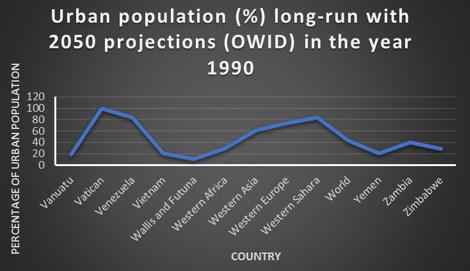 Urban population (%) long-run with
2050 projections (OWID) in the year
1990
PERCENTAGE OF URBAN POPULATION
120
100
80
60
40
20
0
Vanuatu
Vatican
Venezuela
Vietnam
Wallis and Futuna
Western Africa
Western Asia
Western Europe
Western Sahara
World
Yemen
Zambia
Zimbabwe
COUNTRY